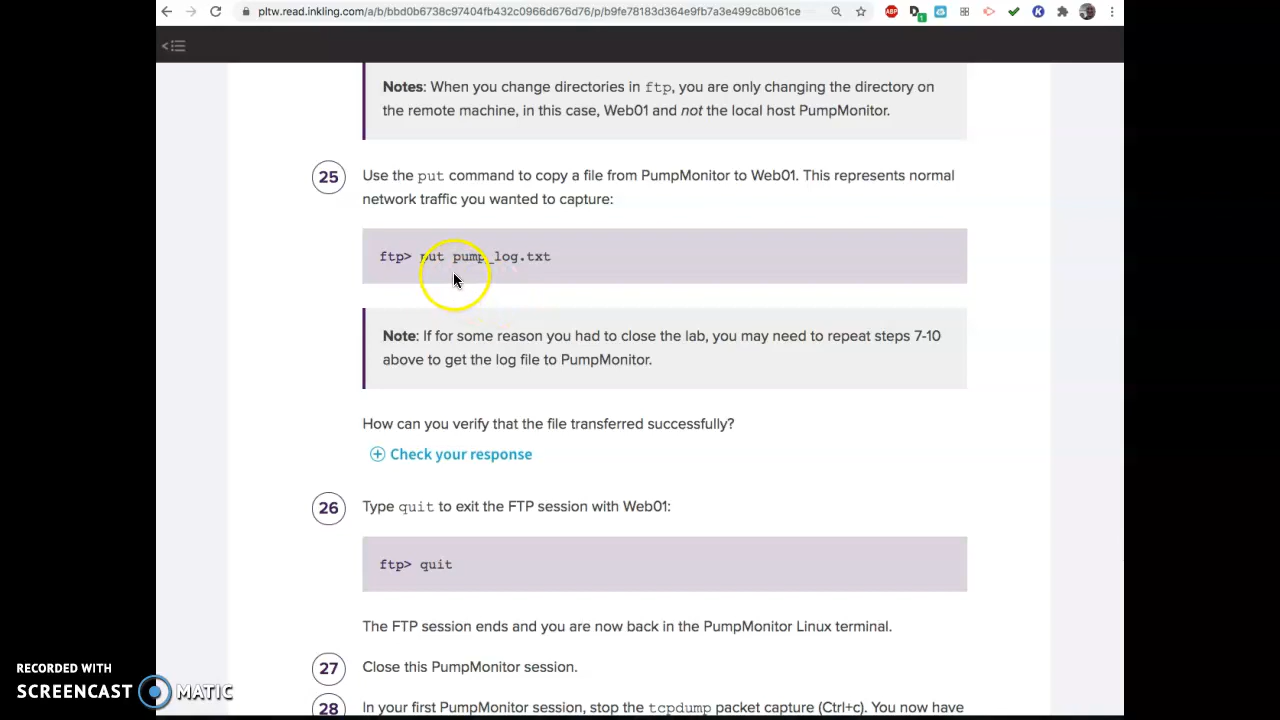 pltw.read.inkling.com/a/b/bbd0b6738c97404fb432c0966d676d76/p/b9fe78183d364e9fb7a3e499c8b061ce
Notes: When you change directories in ftp, you are only changing the directory on
the remote machine, in this case, Web01 and not the local host PumpMonitor.
25 Use the put command to copy a file from PumpMonitor to Web01. This represents normal
network traffic you wanted to capture:
ftp> put pump_log.txt
Note: If for some reason you had to close the lab, you may need to repeat steps 7-10
above to get the log file to PumpMonitor.
How can you verify that the file transferred successfully?
Check your response
26 Type quit to exit the FTP session with Web01:
ftp> quit
The FTP session ends and you are now back in the PumpMonitor Linux terminal.
27 Close this PumpMonitor session.
28 In your first PumpMonitor session, stop the tcpdump packet capture (Ctrl+c). You now have
RECORDED WITH
SCREENCAST MATIC
ABP
1